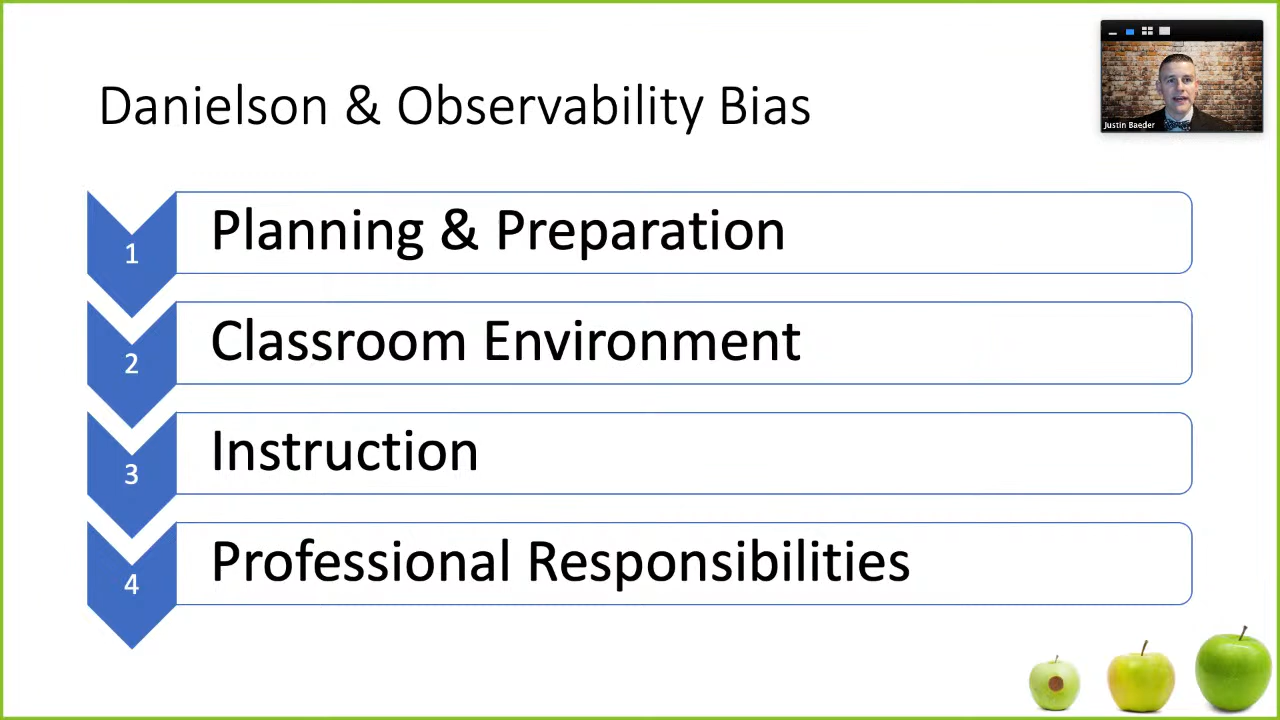 Danielson & Observability Bias
Justin Baeder
1
Planning & Preparation
2
Classroom Environment
3
Instruction
4
Professional Responsibilities